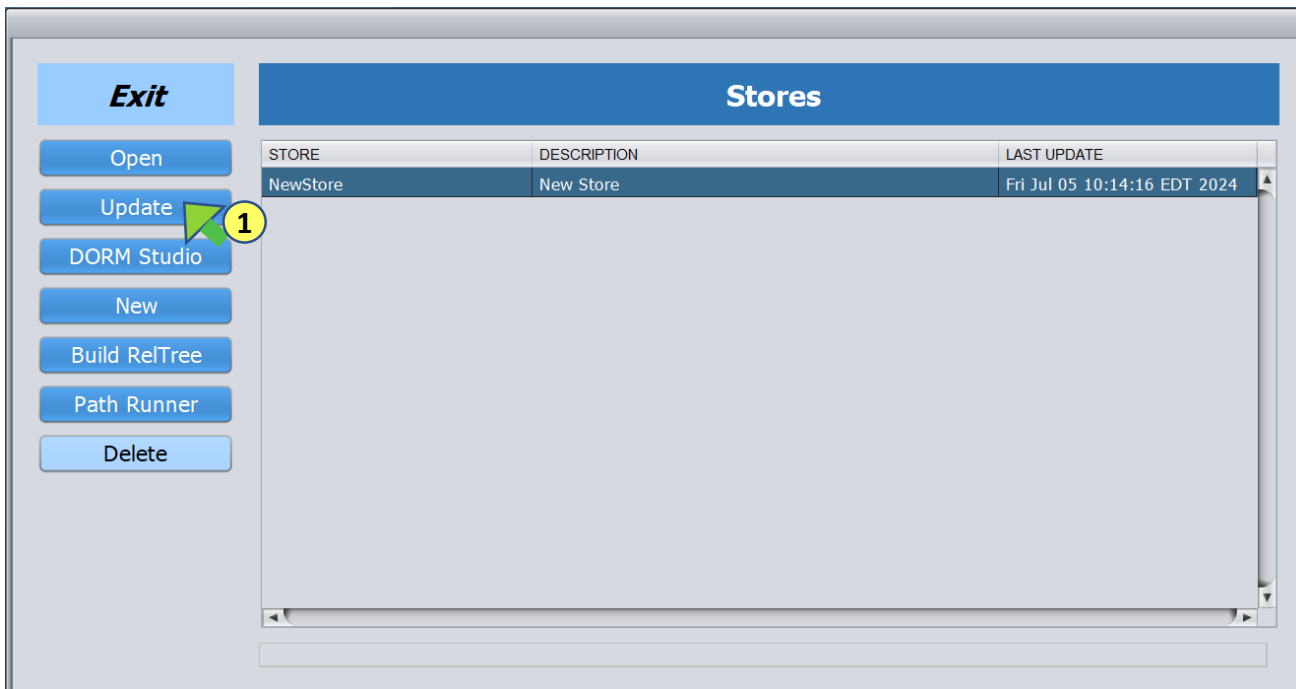 Exit
Stores
Open
Update
1
DORM Studio
New
Build RelTree
Path Runner
Delete
STORE DESCRIPTION LAST UPDATE
NewStore New Store Fri Jul 05 10:14:16 EDT 2024